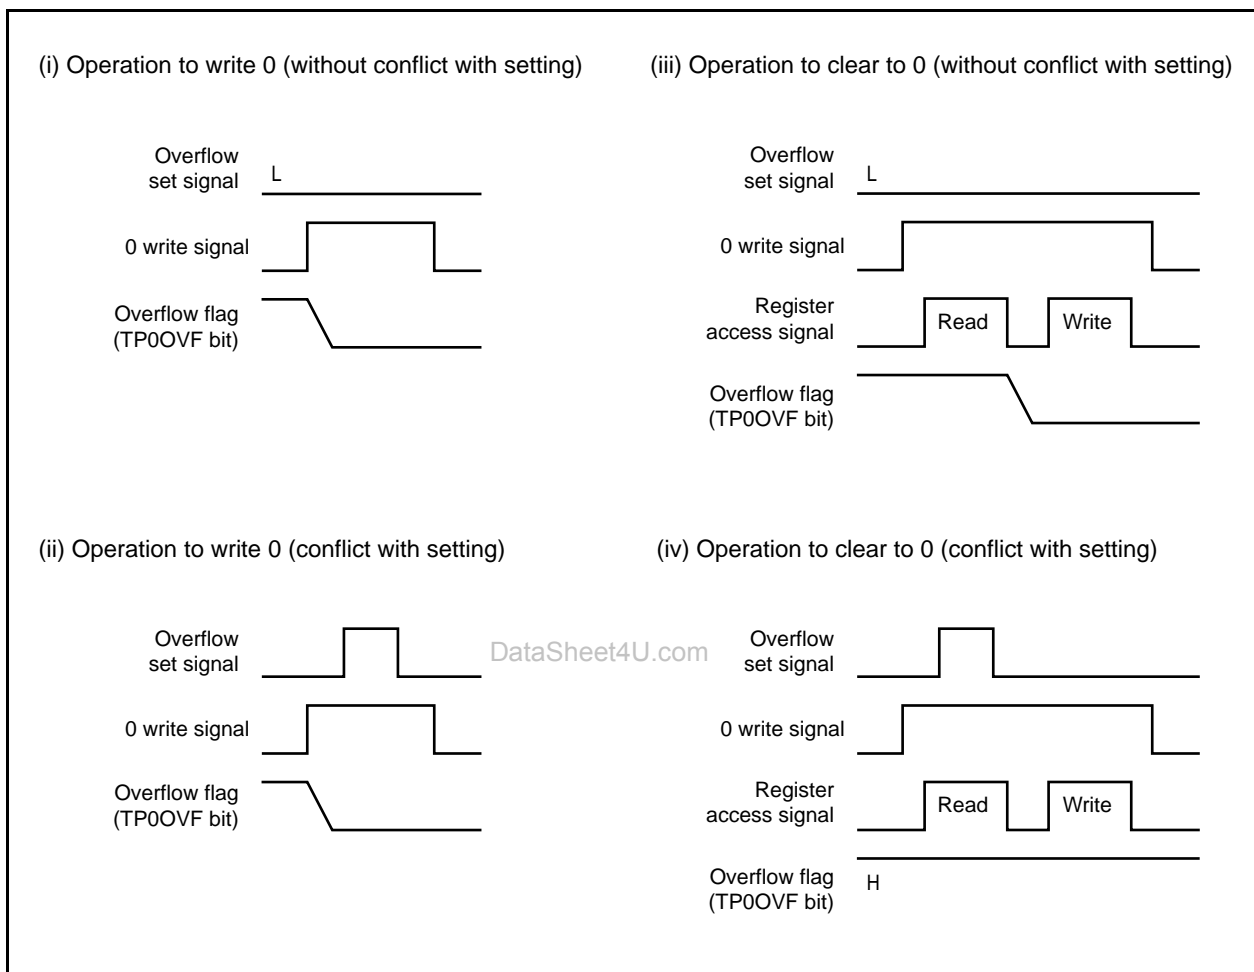 (i) Operation to write 0 (without conflict with setting)
Overflow
set signal
L
0 write signal
Overflow flag
(TP0OVF bit)
(iii) Operation to clear to 0 (without conflict with setting)
Overflow
set signal
L
0 write signal
Register
access signal
Read
Write
Overflow flag
(TP0OVF bit)
(ii) Operation to write 0 (conflict with setting)
Overflow
set signal
0 write signal
Overflow flag
(TP0OVF bit)
DataSheet4U.com
(iv) Operation to clear to 0 (conflict with setting)
Overflow
set signal
0 write signal
Register
access signal
Read
Write
Overflow flag
(TP0OVF bit)
H